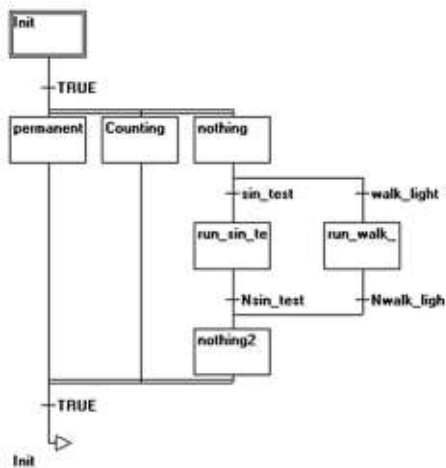 Init
TRUE
permanent Counting nothing
sin_test walk_light
run_sin_te run_walk_
Nsin_test Nwalk_ligh
nothing2
TRUE
Init